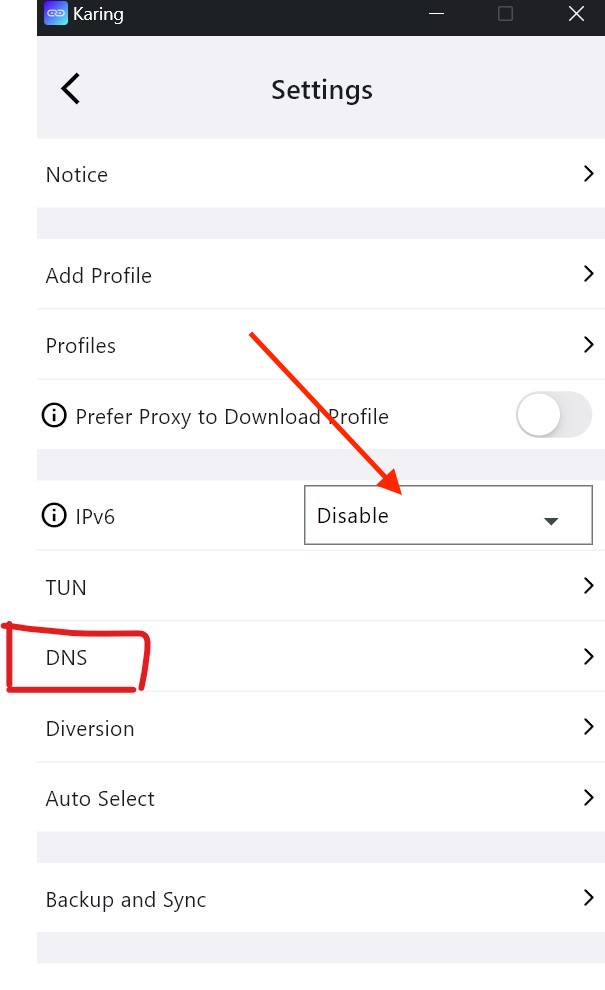 Karing
Settings
Notice
Add Profile
Profiles
Prefer Proxy to Download Profile
IPv6 Disable
TUN
DNS
Diversion
Auto Select
Backup and Sync